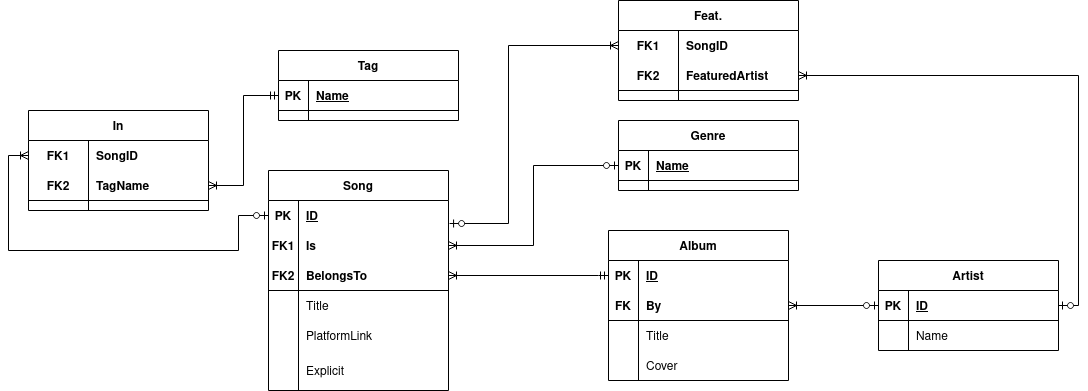 Feat.
FK1 SongID
FK2 FeaturedArtist
Tag
PK Name
In
FK1 SongID
FK2 TagName
Genre
PK Name
Song
PK ID
FK1 Is
FK2 BelongsTo
Title
PlatformLink
Explicit
Album
PK ID
FK By
Title
Cover
Artist
PK ID
Name